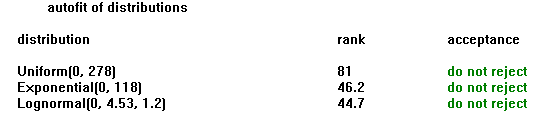 autofit of distributions
distribution rank acceptance
Uniform(0, 278) 81 do not reject
Exponential(0, 118) 46.2 do not reject
Lognormal(0, 4.53, 1.2) 44.7 do not reject